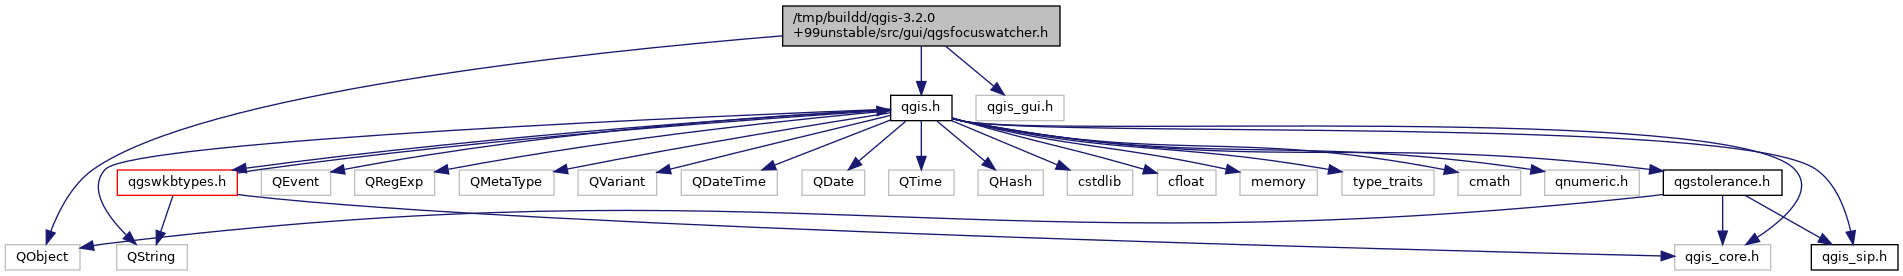 /tmp/buildd/qgis-3.2.0
+99unstable/src/gui/qgsfocuswatcher.h
qgis.h
qgis_gui.h
qgswkbtypes.h
QEvent
QRegExp
QMetaType
QVariant
QDateTime
QDate
QTime
QHash
cstdlib
cfloat
memory
type_traits
cmath
qnumeric.h
qgstolerance.h
QObject
QString
qgis_core.h
qgis_sip.h